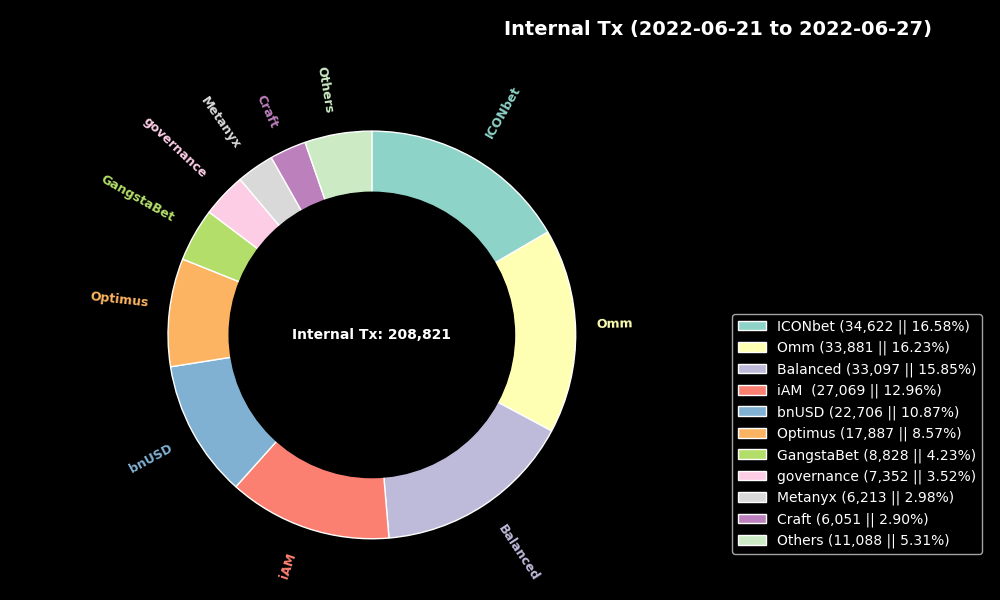 Internal Tx (2022-06-21 to 2022-06-27)
Others
ICONbet
Craft
Metanyx
governance
GangstaBet
Optimus
Omm
Internal Tx: 208,821
bnUSD
Balanced
iAM
ICONbet (34,622 || 16.58%)
Omm (33,881 || 16.23%)
Balanced (33,097 || 15.85%)
iAM  (27,069 || 12.96%)
bnUSD (22,706 || 10.87%)
Optimus (17,887 || 8.57%)
GangstaBet (8,828 || 4.23%)
governance (7,352 || 3.52%)
Metanyx (6,213 || 2.98%)
Craft (6,051 || 2.90%)
Others (11,088 || 5.31%)